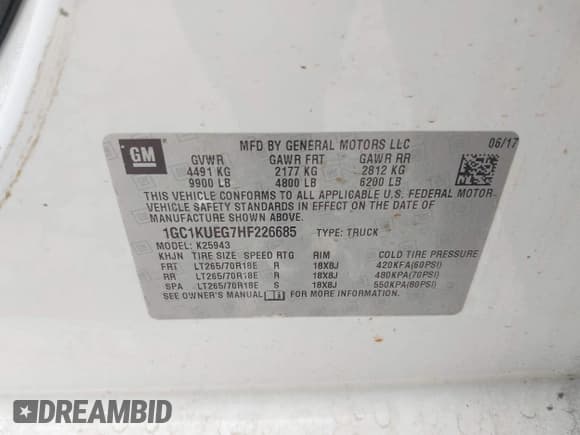 MFD BY GENERAL MOTORS LLC 06/17
GM
GVWR GAWR FRT GAWR RR
4491 KG 2177 KG 2812 KG
9900 LB 4800 LB 6200 LB
THIS VEHICLE CONFORMS TO ALL APPLICABLE U.S. FEDERAL MOTOR
VEHICLE SAFETY STANDARDS IN EFFECT ON THE DATE OF
MANUFACTURE SHOWN ABOVE.
1GC1KUEG7HF226685 TYPE: TRUCK
MODEL: K25943
KHJN TIRE SIZE SPEED RTG RIM COLD TIRE PRESSURE
FRT LT265/70R18E R 18X8J 420KPA(60PSI)
RR LT265/70R18E R 18X8J 480KPA(70PSI)
SPA LT265/70R18E S 18X8J 550KPA(80PSI)
SEE OWNER'S MANUAL FOR MORE INFORMATION
DREAMBID